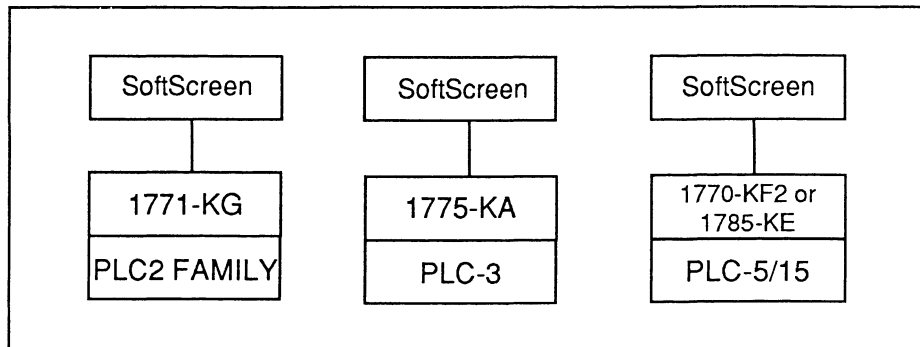 SoftScreen
1771-KG
PLC2 FAMILY
SoftScreen
1775-KA
PLC-3
SoftScreen
1770-KF2 or
1785-KE
PLC-5/15